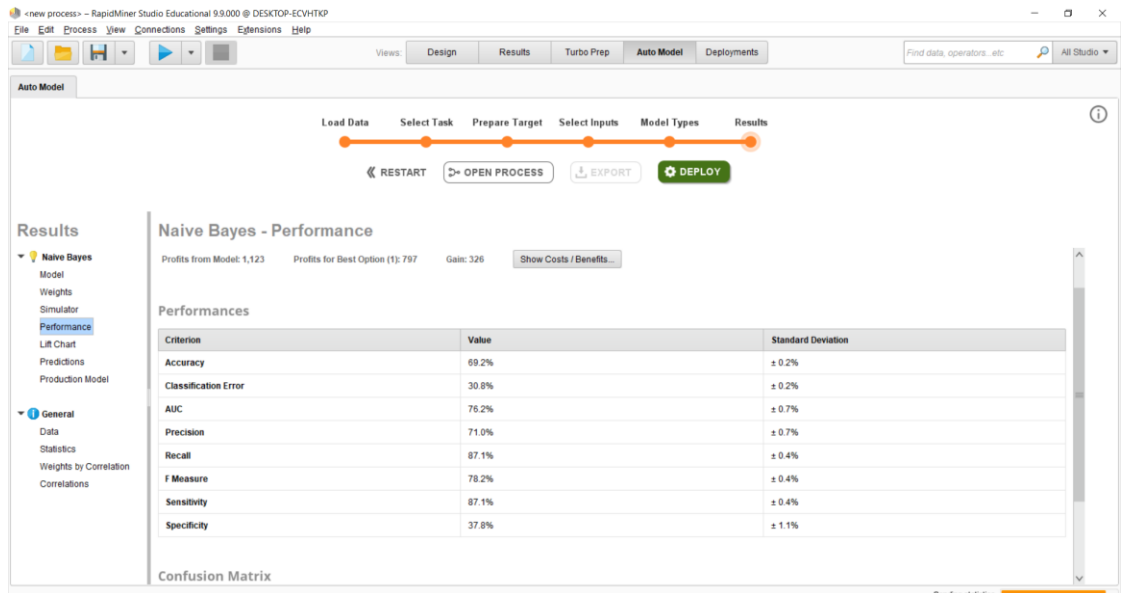 <new process> – RapidMiner Studio Educational 9.9.000 @ DESKTOP-ECVHTKP
File Edit Process View Connections Settings Extensions Help
Views: Design Results Turbo Prep Auto Model Deployments Find data, operators...etc All Studio
Auto Model
Load Data Select Task Prepare Target Select Inputs Model Types Results
RESTART OPEN PROCESS EXPORT DEPLOY
Results
Naive Bayes
Model
Weights
Simulator
Performance
Lift Chart
Predictions
Production Model
General
Data
Statistics
Weights by Correlation
Correlations
Naive Bayes - Performance
Profits from Model: 1,123 Profits for Best Option (1): 797 Gain: 326 Show Costs / Benefits...
Performances
Criterion Value Standard Deviation
Accuracy 69.2% ± 0.2%
Classification Error 30.8% ± 0.2%
AUC 76.2% ± 0.7%
Precision 71.0% ± 0.7%
Recall 87.1% ± 0.4%
F Measure 78.2% ± 0.4%
Sensitivity 87.1% ± 0.4%
Specificity 37.8% ± 1.1%
Confusion Matrix